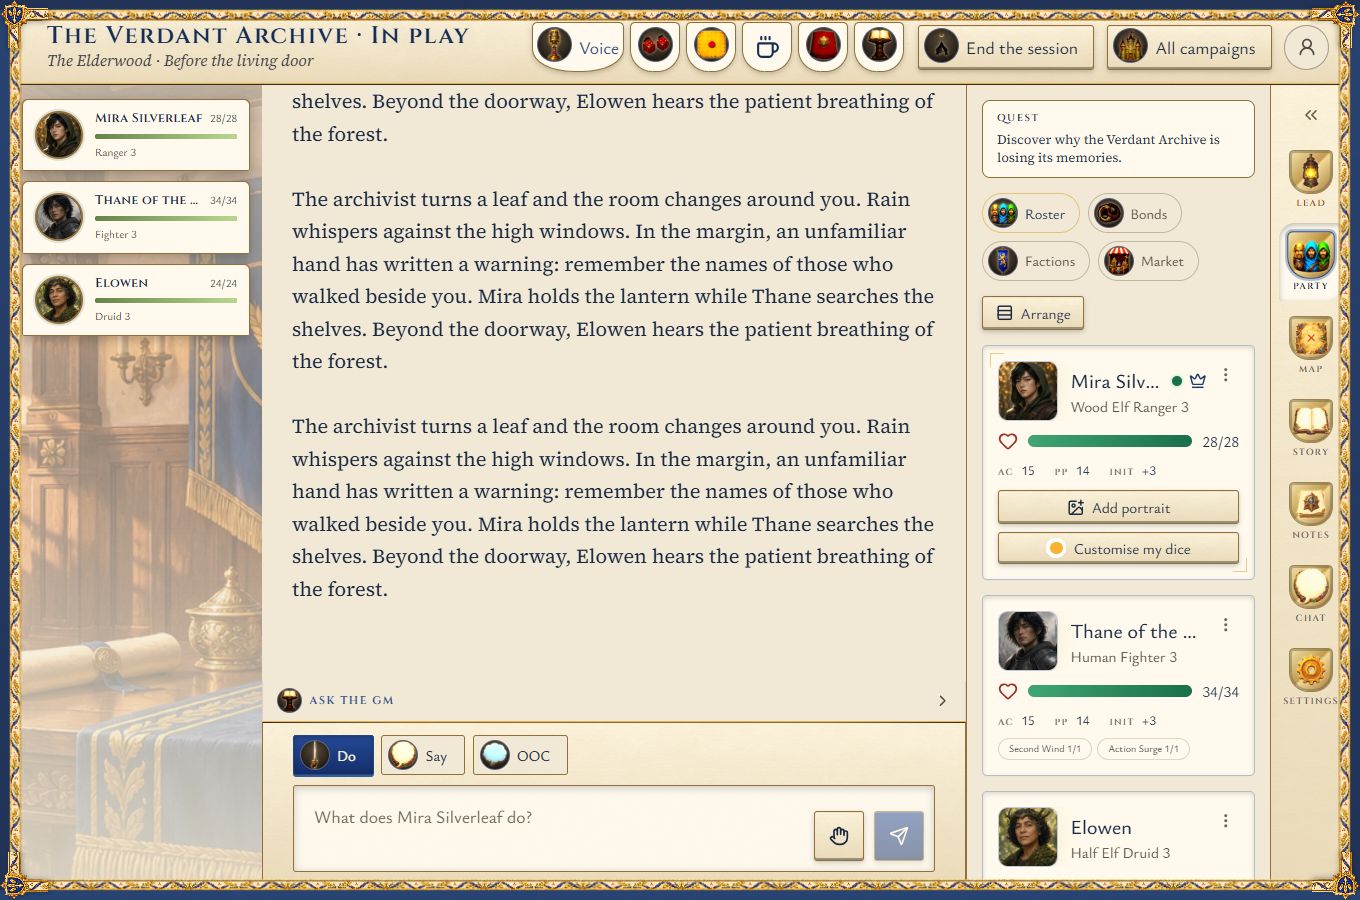 The Verdant Archive · In play
The Elderwood · Before the living door
Voice
End the session
All campaigns
Mira Silverleaf 28/28
Ranger 3
Thane of the ... 34/34
Fighter 3
Elowen 24/24
Druid 3
shelves. Beyond the doorway, Elowen hears the patient breathing of
the forest.
The archivist turns a leaf and the room changes around you. Rain
whispers against the high windows. In the margin, an unfamiliar
hand has written a warning: remember the names of those who
walked beside you. Mira holds the lantern while Thane searches the
shelves. Beyond the doorway, Elowen hears the patient breathing of
the forest.
The archivist turns a leaf and the room changes around you. Rain
whispers against the high windows. In the margin, an unfamiliar
hand has written a warning: remember the names of those who
walked beside you. Mira holds the lantern while Thane searches the
shelves. Beyond the doorway, Elowen hears the patient breathing of
the forest.
ASK THE GM
Do
Say
OOC
What does Mira Silverleaf do?
QUEST
Discover why the Verdant Archive is
losing its memories.
Roster
Bonds
Factions
Market
Arrange
Mira Silv...
Wood Elf Ranger 3
28/28
AC 15 PP 14 INIT +3
Add portrait
Customise my dice
Thane of the ...
Human Fighter 3
34/34
AC 15 PP 14 INIT +3
Second Wind 1/1
Action Surge 1/1
Elowen
Half Elf Druid 3
LEAD
PARTY
MAP
STORY
NOTES
CHAT
SETTINGS